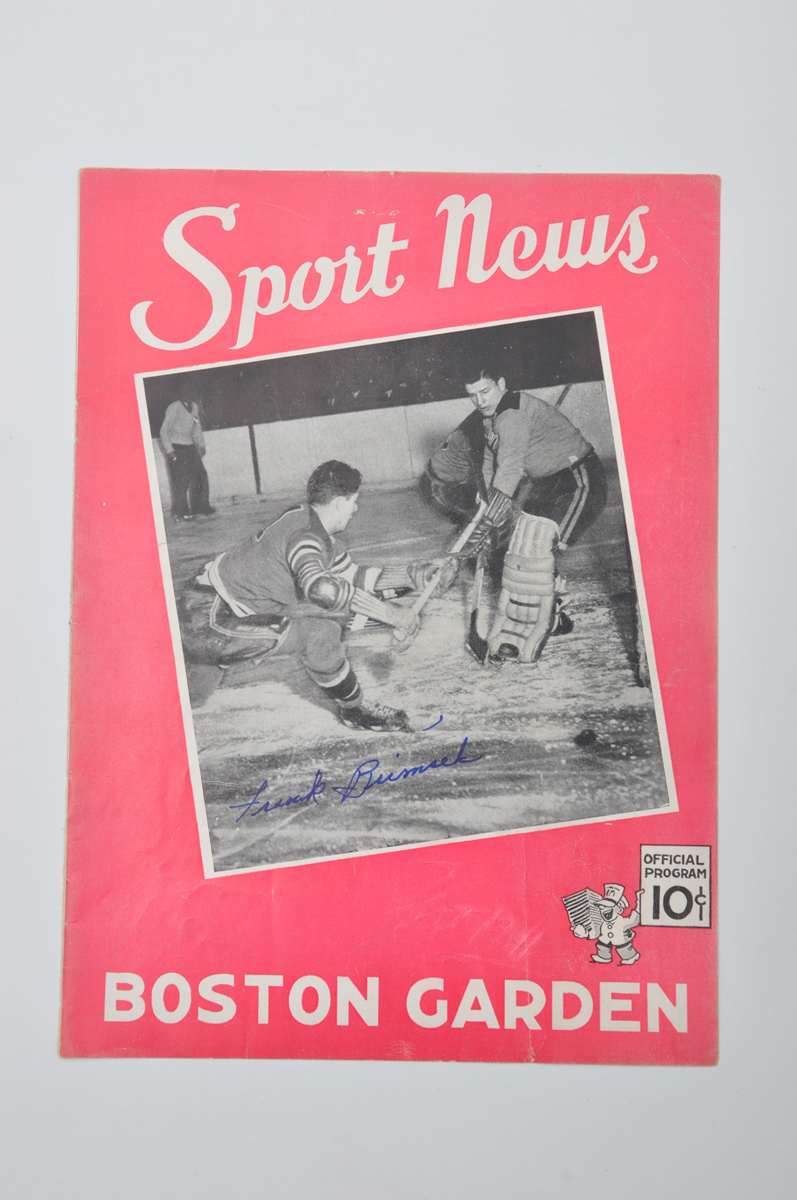 Sport News
Frank Brimsek
OFFICIAL
PROGRAM
10¢
BOSTON GARDEN